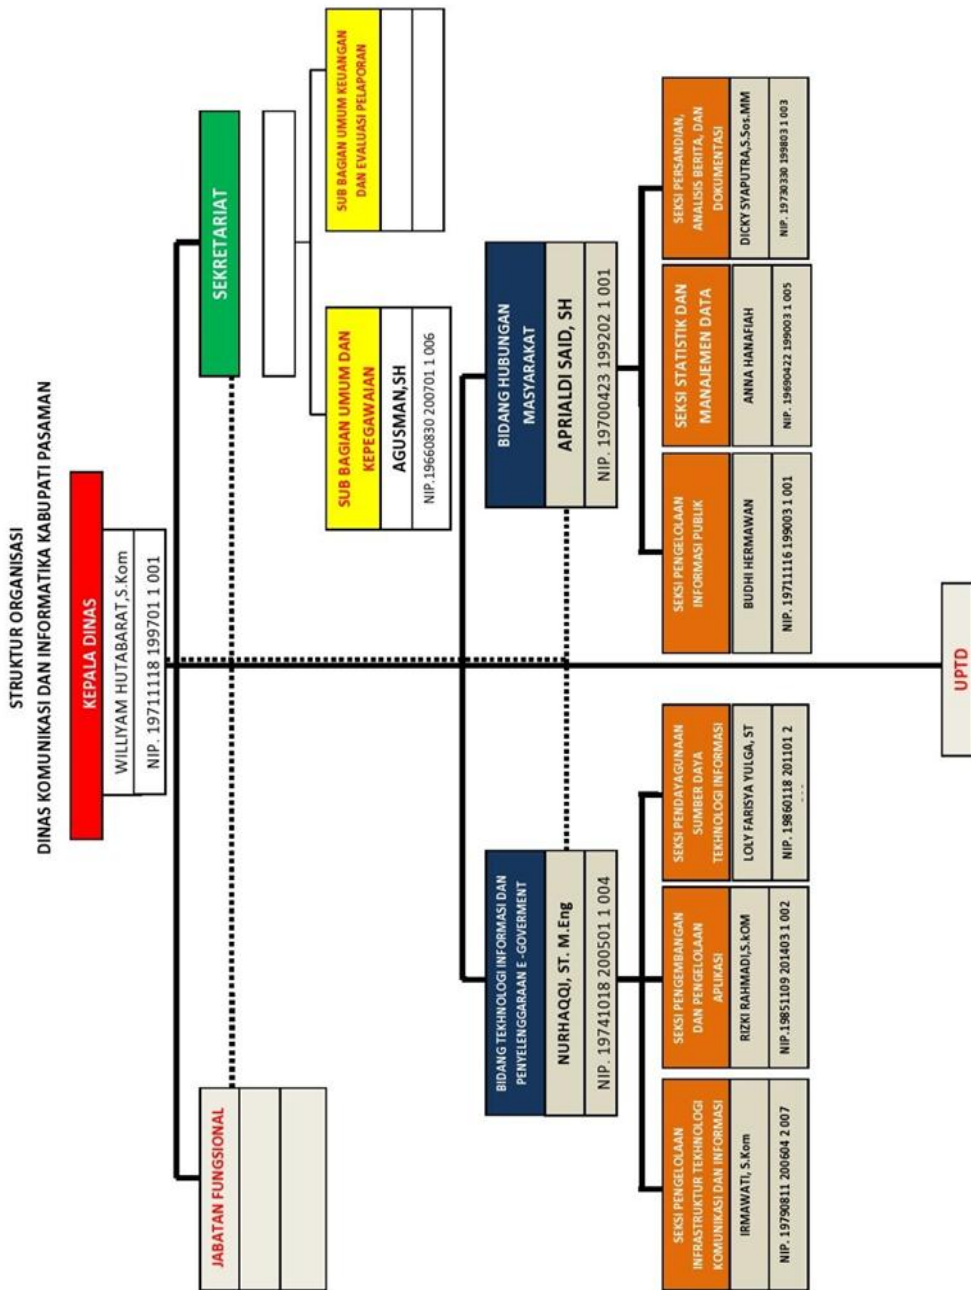 STRUKTUR ORGANISASI
DINAS KOMUNIKASI DAN INFORMATIKA KABUPATI PASAMAN
KEPALA DINAS
WILLIYAM HUTABARAT,S.Kom
NIP. 19711118 199701 1 001
JABATAN FUNGSIONAL
SEKRETARIAT
SUB BAGIAN UMUM DAN
KEPEGAWAIAN
AGUSMAN,SH
NIP.19660830 200701 1 006
SUB BAGIAN UMUM KEUANGAN
DAN EVALUASI PELAPORAN
BIDANG TEKHNOLOGI INFORMASI DAN
PENYELENGGARAAN E -GOVERMENT
NURHAQQI, ST. M.Eng
NIP. 19741018 200501 1 004
BIDANG HUBUNGAN
MASYARAKAT
APRIALDI SAID, SH
NIP. 19700423 199202 1 001
SEKSI PENGELOLAAN
INFRASTRUKTUR TEKHNOLOGI
KOMUNIKASI DAN INFORMASI
IRMAWATI, S.Kom
NIP. 19790811 200604 2 007
SEKSI PENGEMBANGAN
DAN PENGELOLAAN
APLIKASI
RIZKI RAHMADI,S.kOM
NIP.19851109 201403 1 002
SEKSI PENDAYAGUNAAN
SUMBER DAYA
TEKHNOLOGI INFORMASI
LOLY FARISYA YULGA, ST
NIP. 19860118 201101 2
SEKSI PENGELOLAAN
INFORMASI PUBLIK
BUDHI HERMAWAN
NIP. 19711116 199003 1 001
SEKSI STATISTIK DAN
MANAJEMEN DATA
ANNA HANAFIAH
NIP. 19690422 199003 1 005
SEKSI PERSANDIAN,
ANALISIS BERITA, DAN
DOKUMENTASI
DICKY SYAPUTRA,S.Sos.MM
NIP. 19730330 199803 1 003
UPTD